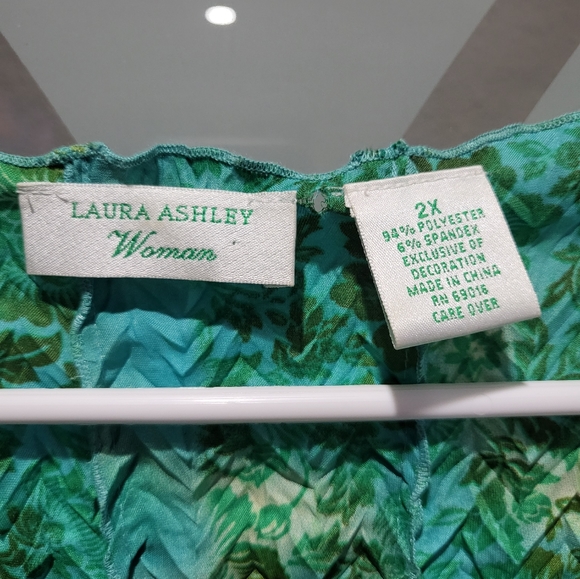 LAURA ASHLEY
Woman
2X
94% POLYESTER
6% SPANDEX
EXCLUSIVE OF
DECORATION
MADE IN CHINA
RN 69016
CARE OVER